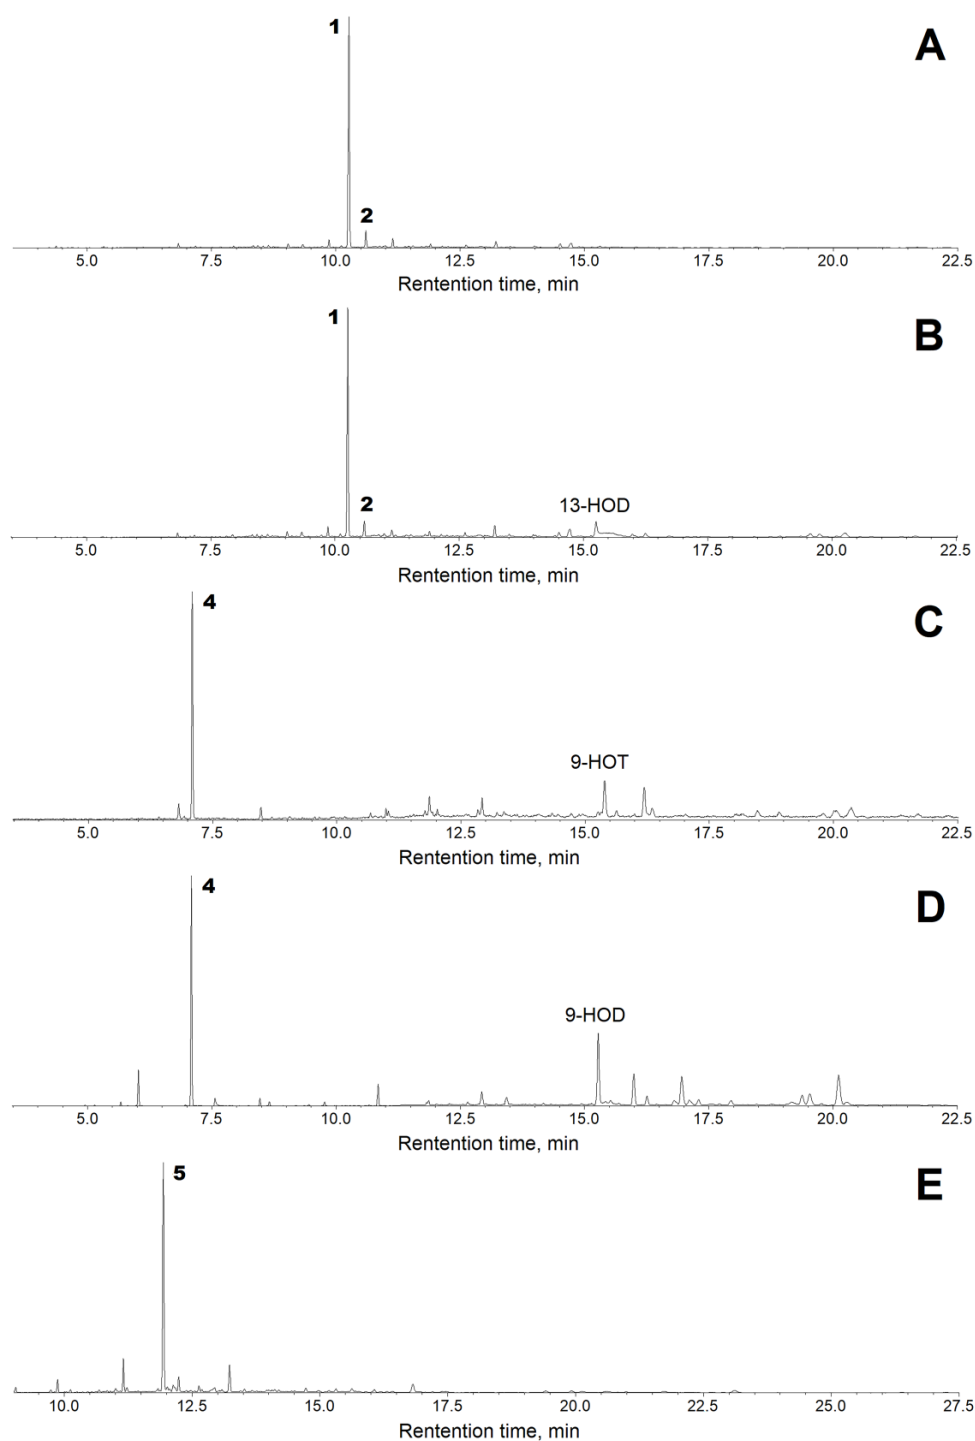 1
A
2
5.0 7.5 10.0 12.5 15.0 17.5 20.0 22.5
Rentention time, min
1
B
2
13-HOD
5.0 7.5 10.0 12.5 15.0 17.5 20.0 22.5
Rentention time, min
4
C
9-HOT
5.0 7.5 10.0 12.5 15.0 17.5 20.0 22.5
Rentention time, min
4
D
9-HOD
5.0 7.5 10.0 12.5 15.0 17.5 20.0 22.5
Rentention time, min
5
E
10.0 12.5 15.0 17.5 20.0 22.5 25.0 27.5
Rentention time, min